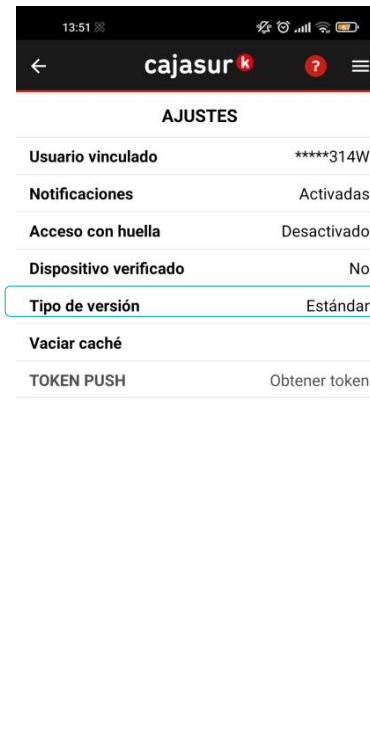 13:51
67
cajasur k
?
AJUSTES
Usuario vinculado *****314W
Notificaciones Activadas
Acceso con huella Desactivado
Dispositivo verificado No
Tipo de versión Estándar
Vaciar caché
TOKEN PUSH Obtener token